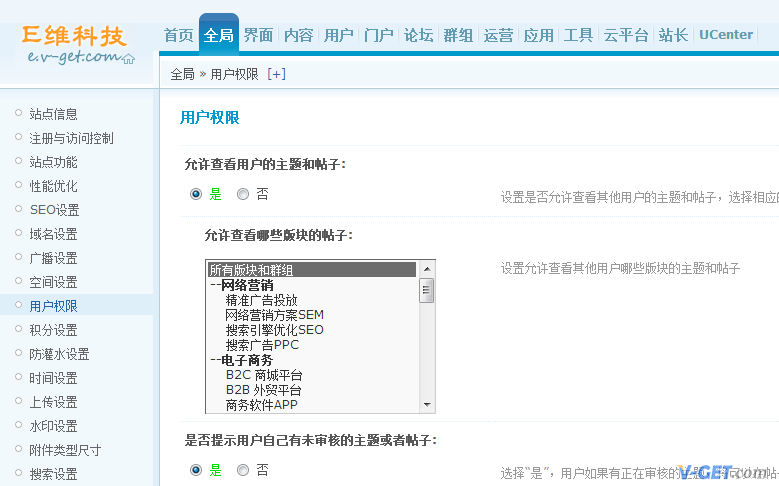 E维科技
e.v-get.com
首页 全局 界面 内容 用户 门户 论坛 群组 运营 应用 工具 云平台 站长 UCenter
全局 » 用户权限 [+]
站点信息
注册与访问控制
站点功能
性能优化
SEO设置
域名设置
广播设置
空间设置
用户权限
积分设置
防灌水设置
时间设置
上传设置
水印设置
附件类型尺寸
搜索设置
用户权限
允许查看用户的主题和帖子:
是 否
设置是否允许查看其他用户的主题和帖子，选择相应的
允许查看哪些版块的帖子:
所有版块和群组
--网络营销
精准广告投放
网络营销方案SEM
搜索引擎优化SEO
搜索广告PPC
--电子商务
B2C 商城平台
B2B 外贸平台
商务软件APP
设置允许查看其他用户哪些版块的主题和帖子
是否提示用户自己有未审核的主题或者帖子:
是 否
选择“是”，用户如果有正在审核的主题
V-GET.com